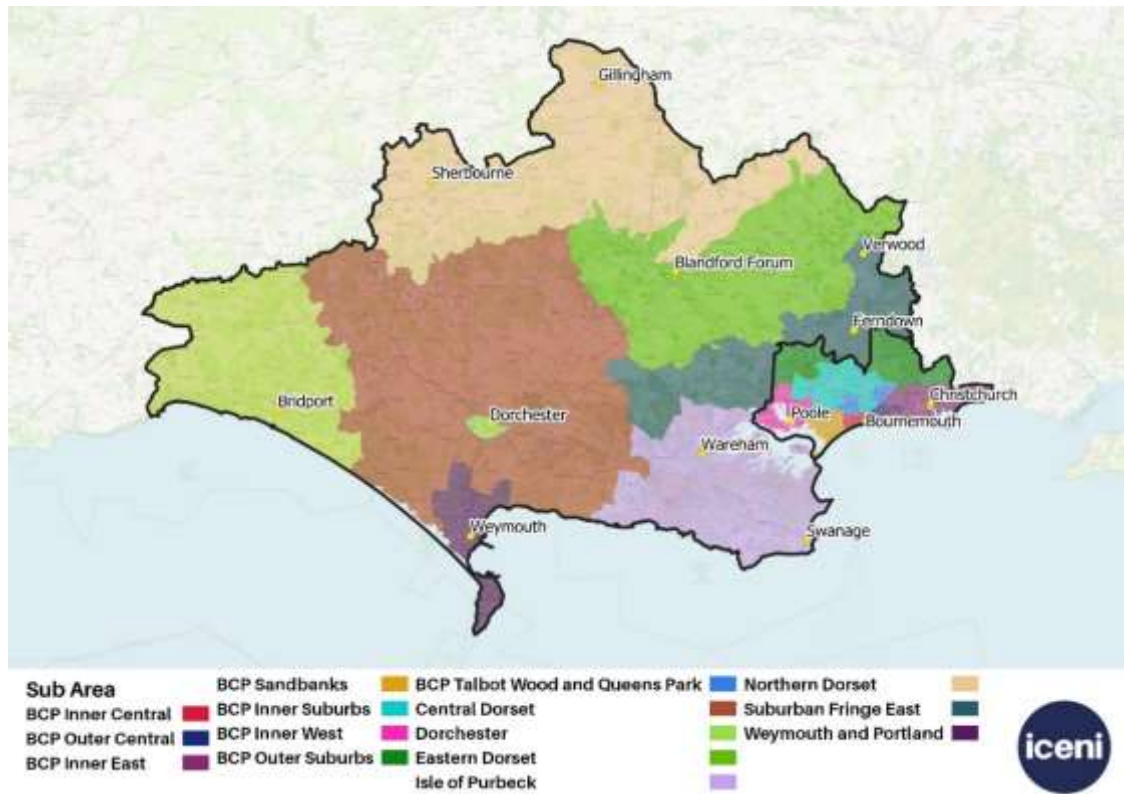 Gillingham
Sherbourne
Verwood
Blandford Forum
Ferndown
Bridport
Dorchester
Poole
Christchurch
Bournemouth
Wareham
Weymouth
Swanage
Sub Area
BCP Inner Central
BCP Outer Central
BCP Inner East
BCP Sandbanks
BCP Inner Suburbs
BCP Inner West
BCP Outer Suburbs
BCP Talbot Wood and Queens Park
Central Dorset
Dorchester
Eastern Dorset
Isle of Purbeck
Northern Dorset
Suburban Fringe East
Weymouth and Portland
iceni